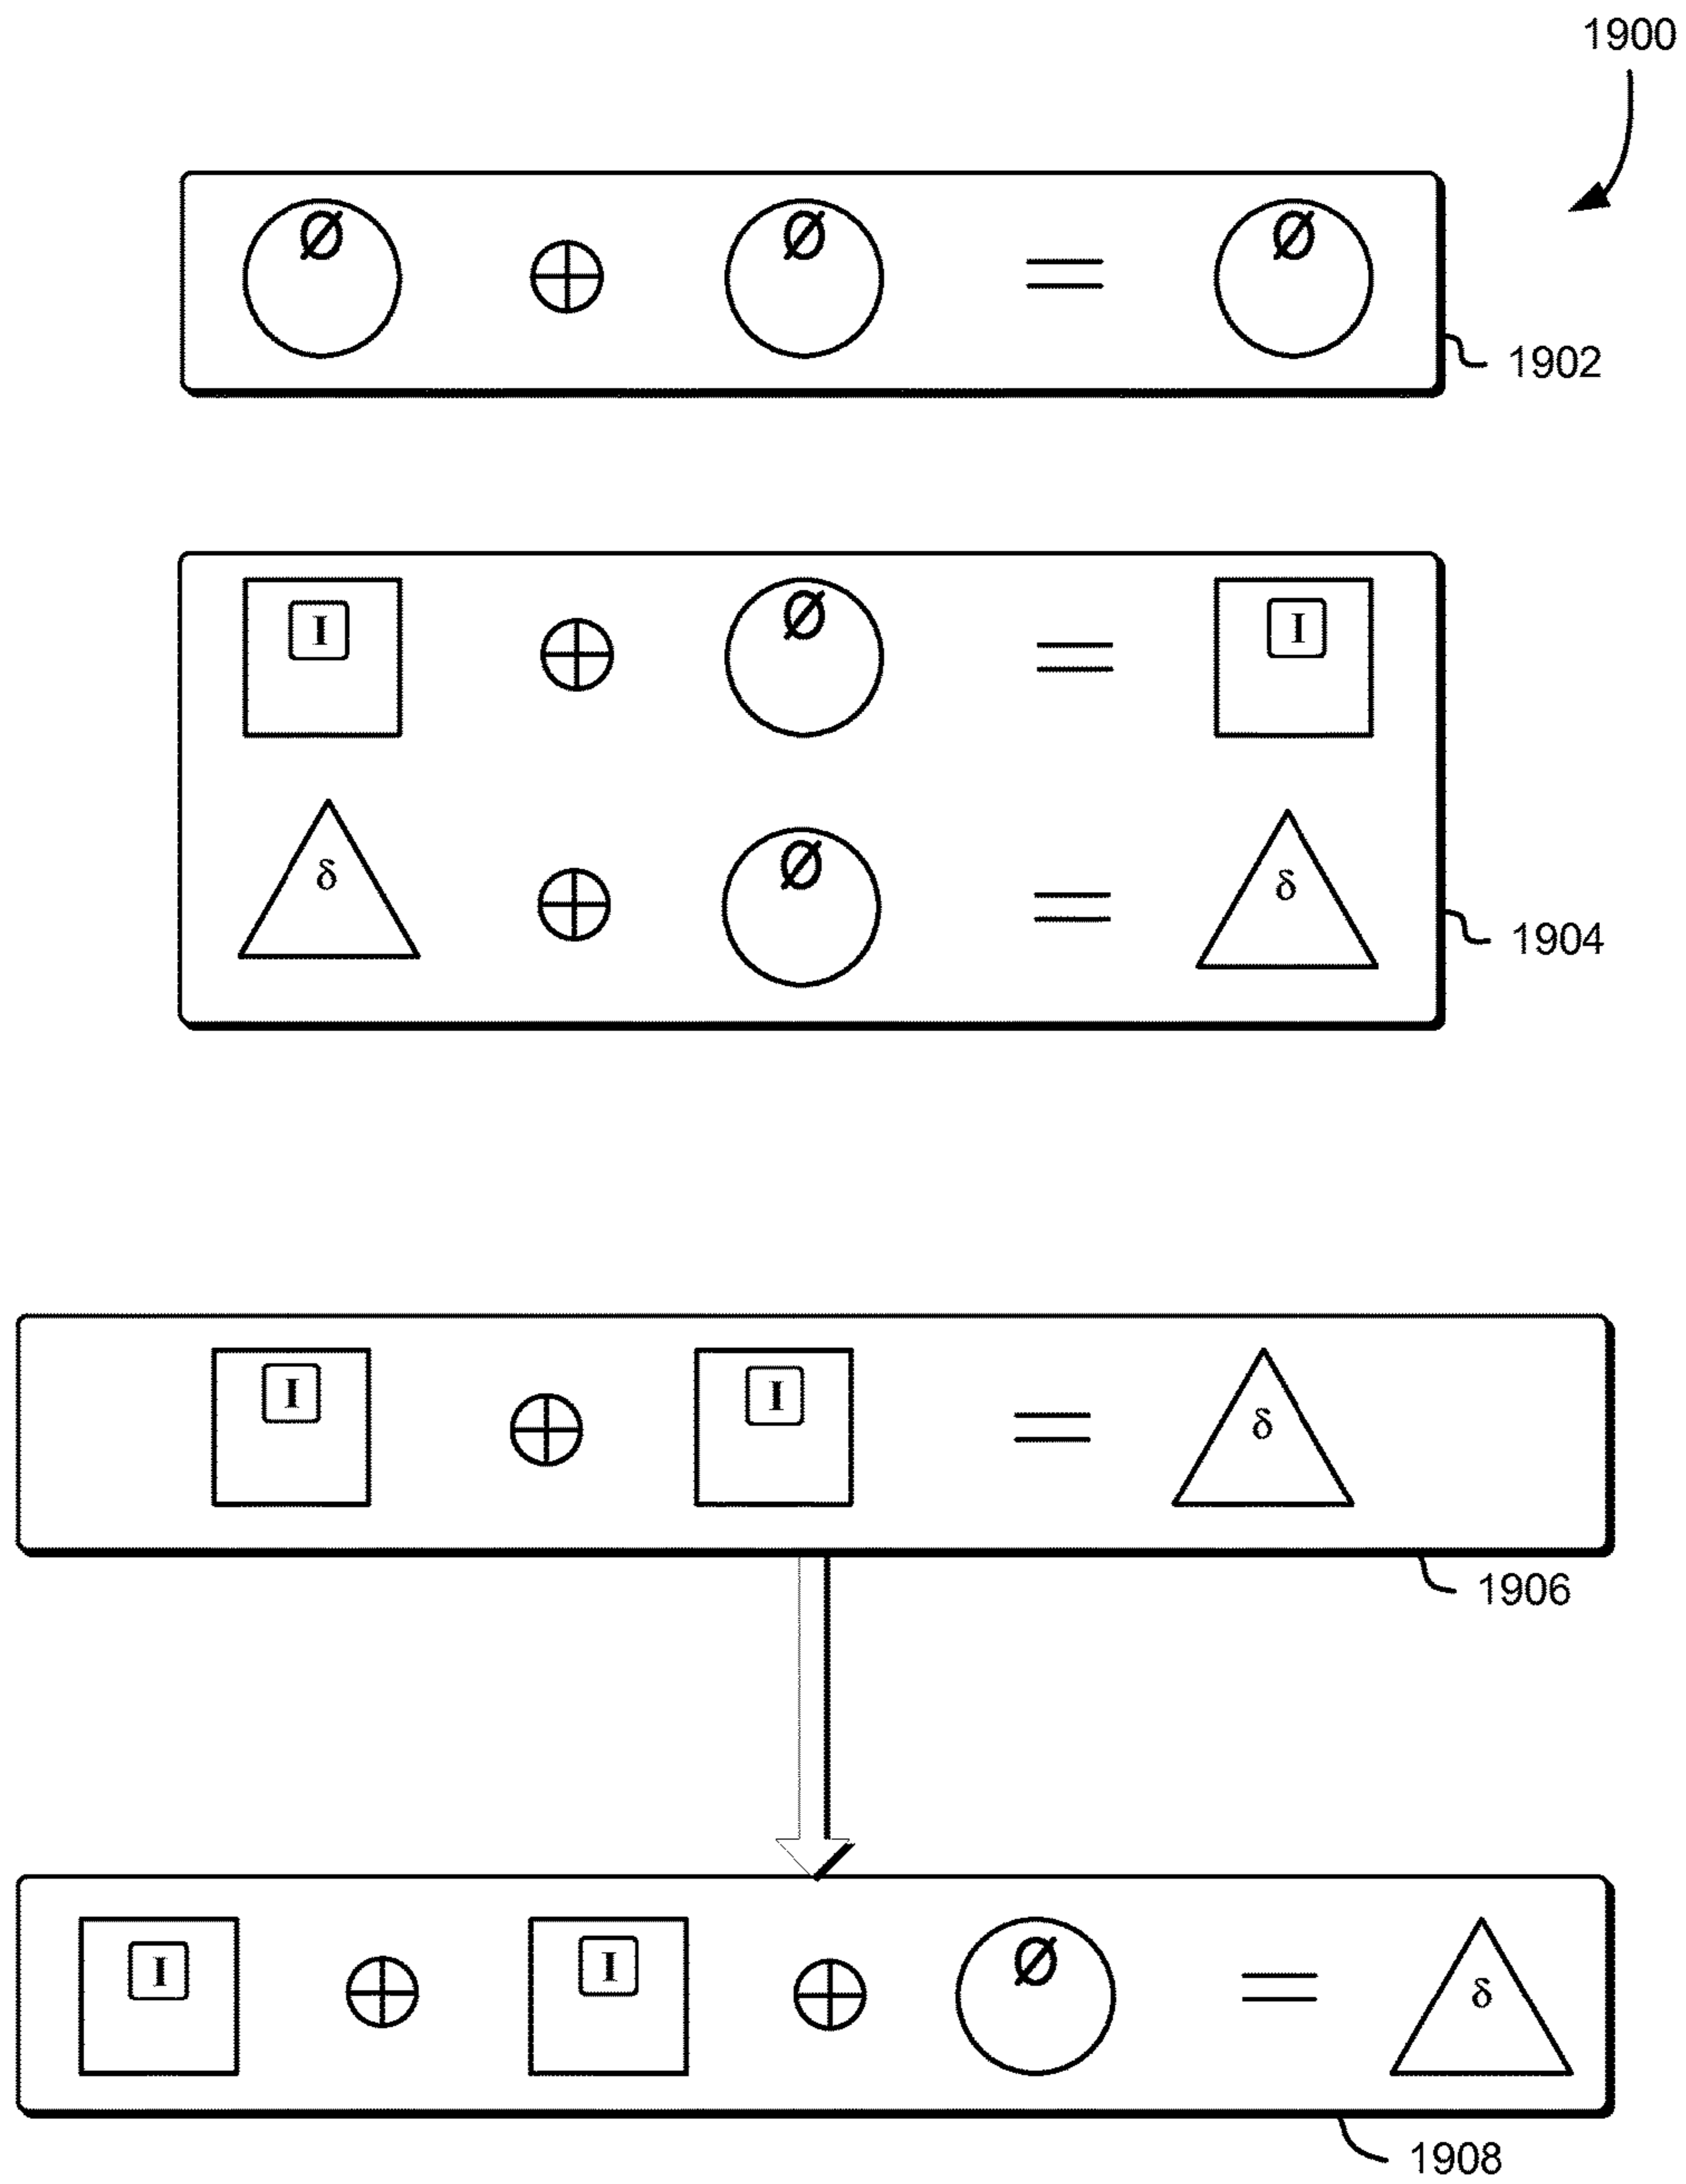 1900
Ø ⊕ Ø = Ø
1902
I ⊕ Ø = I
δ ⊕ Ø = δ
1904
I ⊕ I = δ
1906
I ⊕ I ⊕ Ø = δ
1908